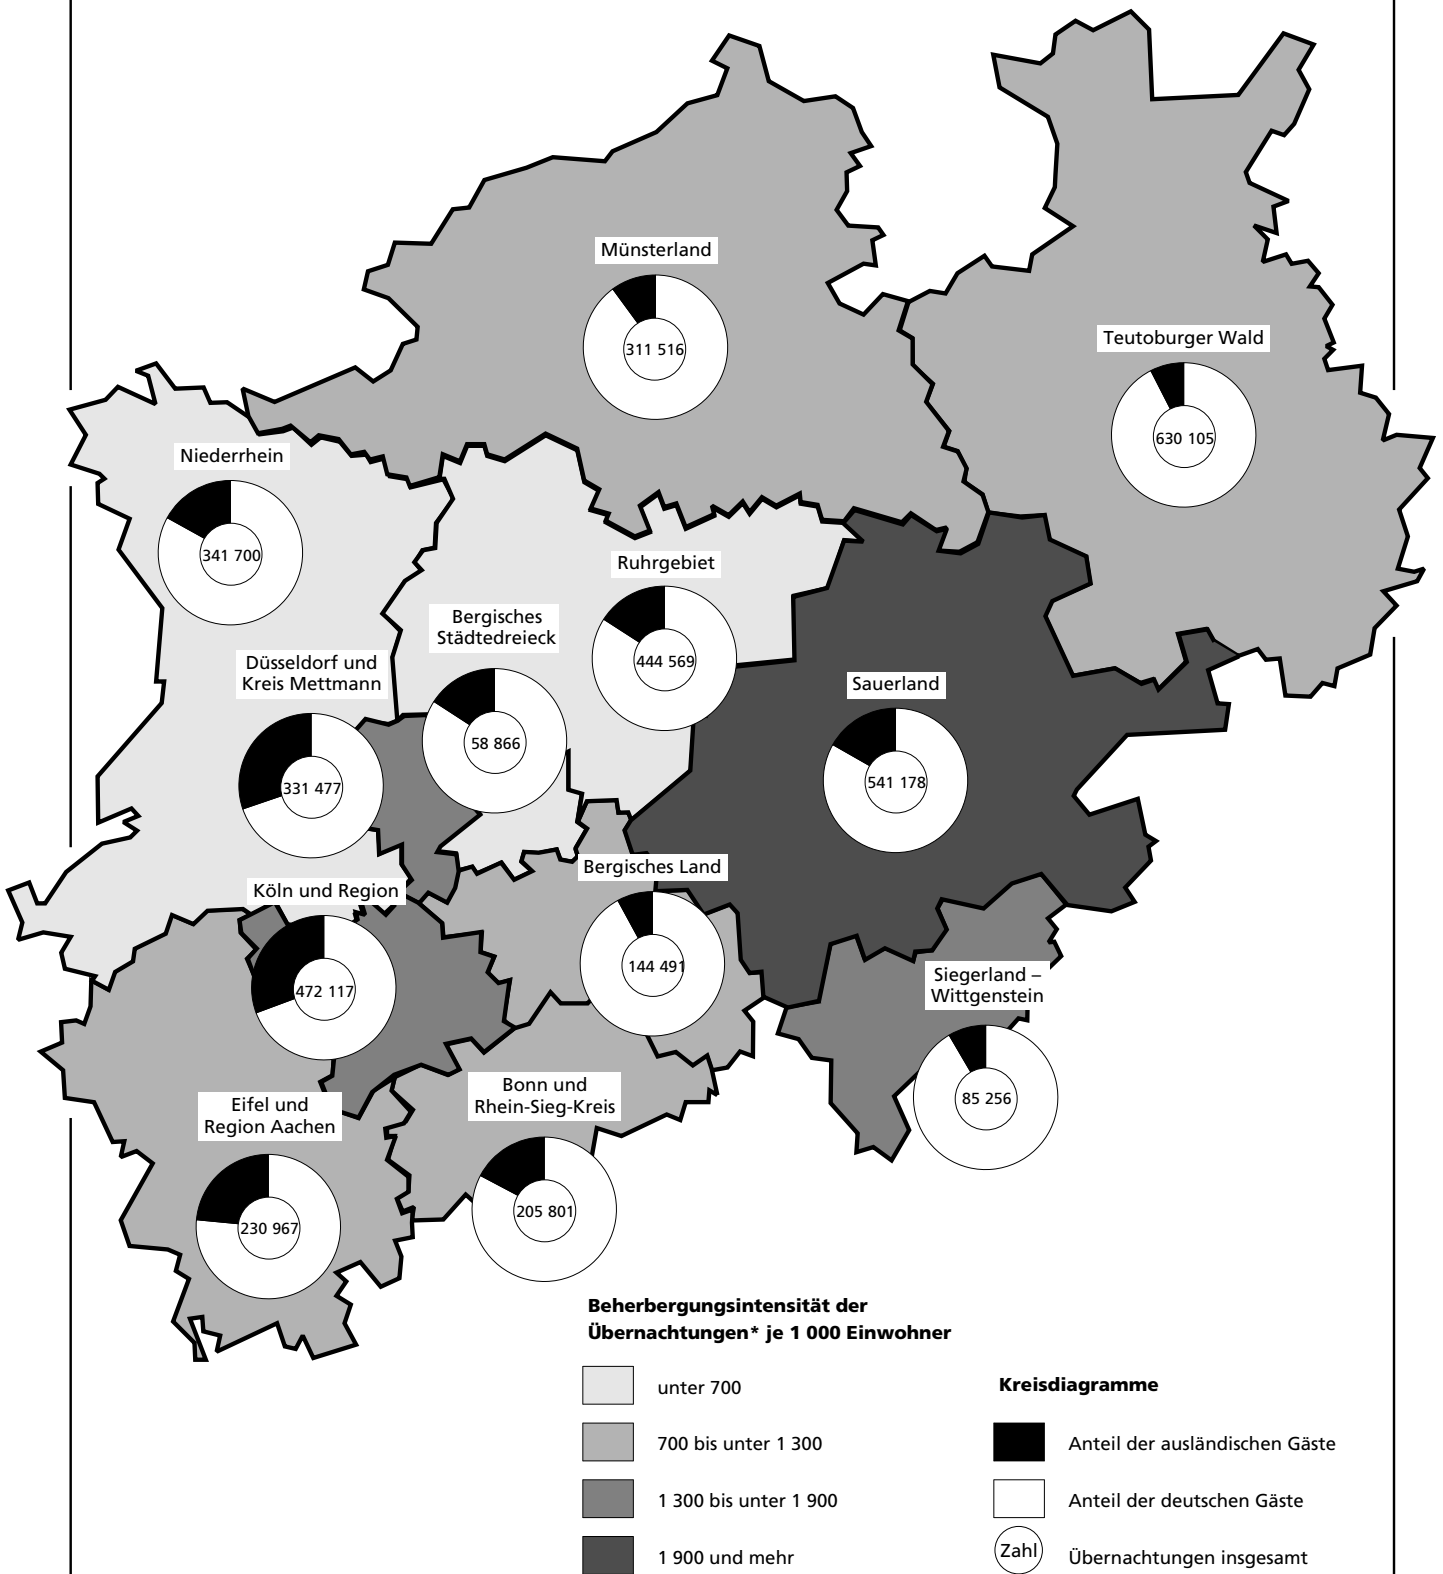 Münsterland
311 516
Teutoburger Wald
630 105
Niederrhein
341 700
Ruhrgebiet
444 569
Bergisches
Städtedreieck
58 866
Düsseldorf und
Kreis Mettmann
331 477
Sauerland
541 178
Bergisches Land
144 491
Köln und Region
472 117
Siegerland –
Wittgenstein
85 256
Bonn und
Rhein-Sieg-Kreis
205 801
Eifel und
Region Aachen
230 967
Beherbergungsintensität der
Übernachtungen* je 1 000 Einwohner
unter 700
700 bis unter 1 300
1 300 bis unter 1 900
1 900 und mehr
Kreisdiagramme
Anteil der ausländischen Gäste
Anteil der deutschen Gäste
Zahl
Übernachtungen insgesamt